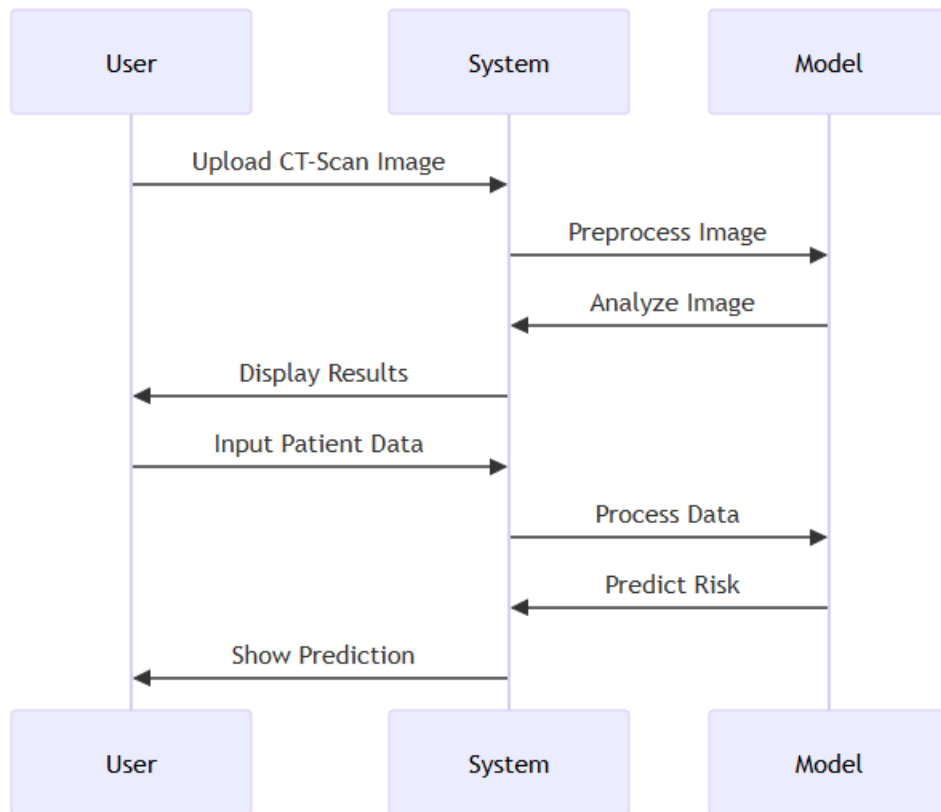 User
System
Model
Upload CT-Scan Image
Preprocess Image
Analyze Image
Display Results
Input Patient Data
Process Data
Predict Risk
Show Prediction
User
System
Model